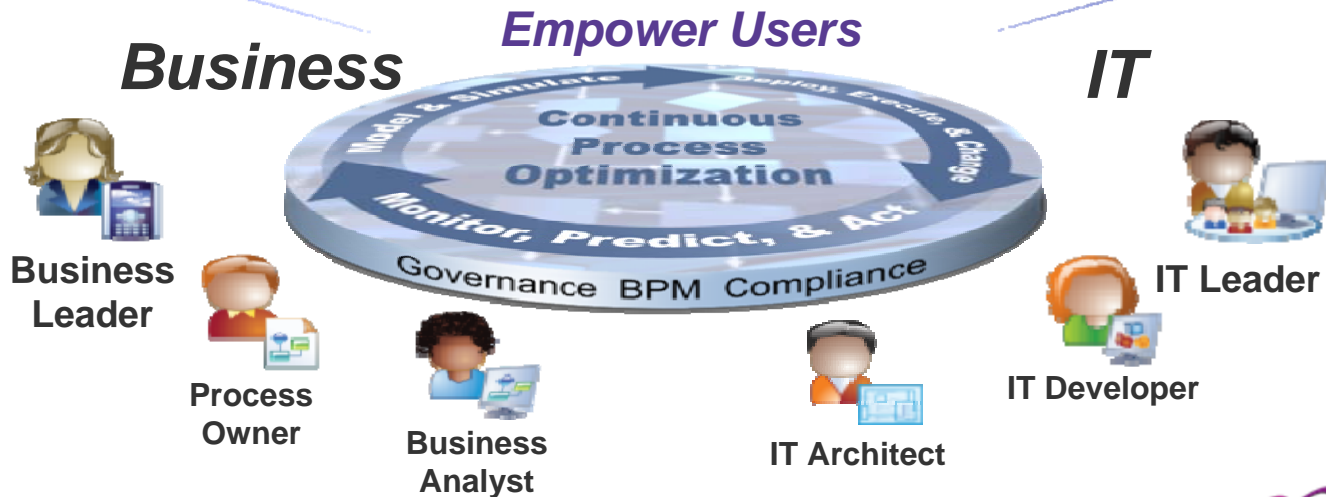 Empower Users
Business
IT
Model & Simulate
Deploy, Execute, & Change
Continuous
Process
Optimization
Monitor, Predict, & Act
Governance BPM Compliance
Business
Leader
Process
Owner
Business
Analyst
IT Architect
IT Developer
IT Leader